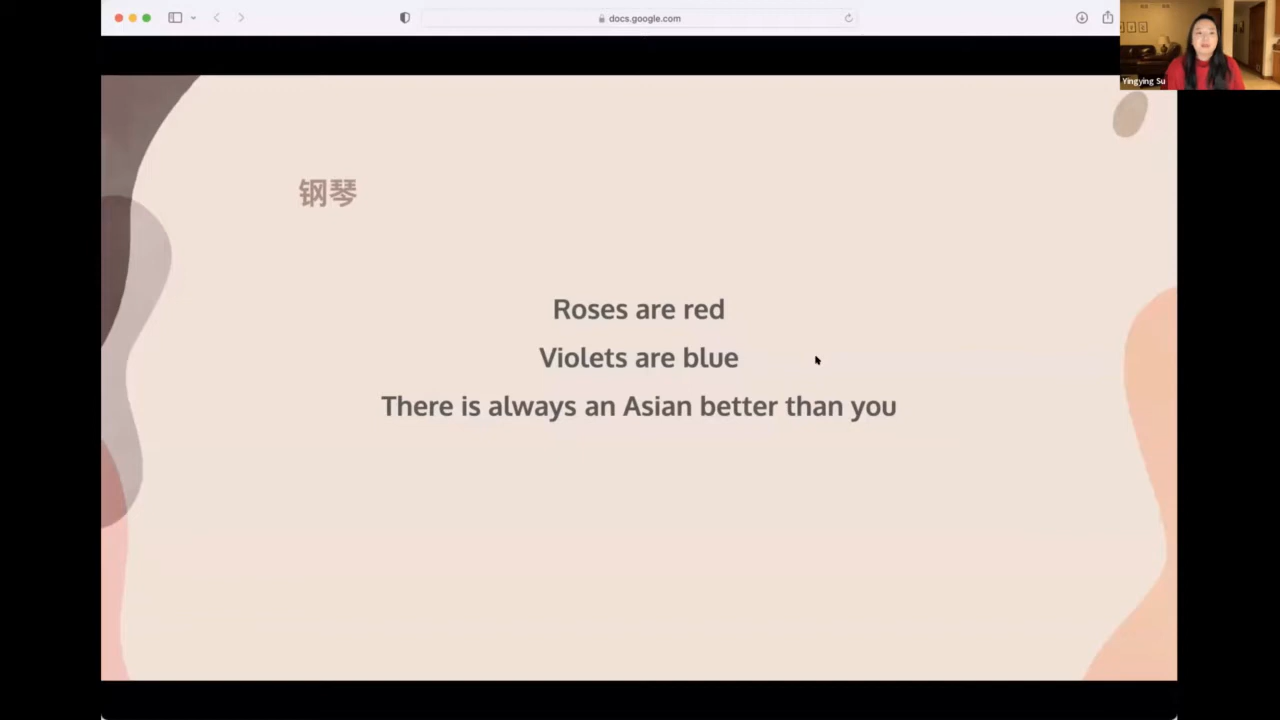 docs.google.com
Yingying Su
钢琴
Roses are red
Violets are blue
There is always an Asian better than you